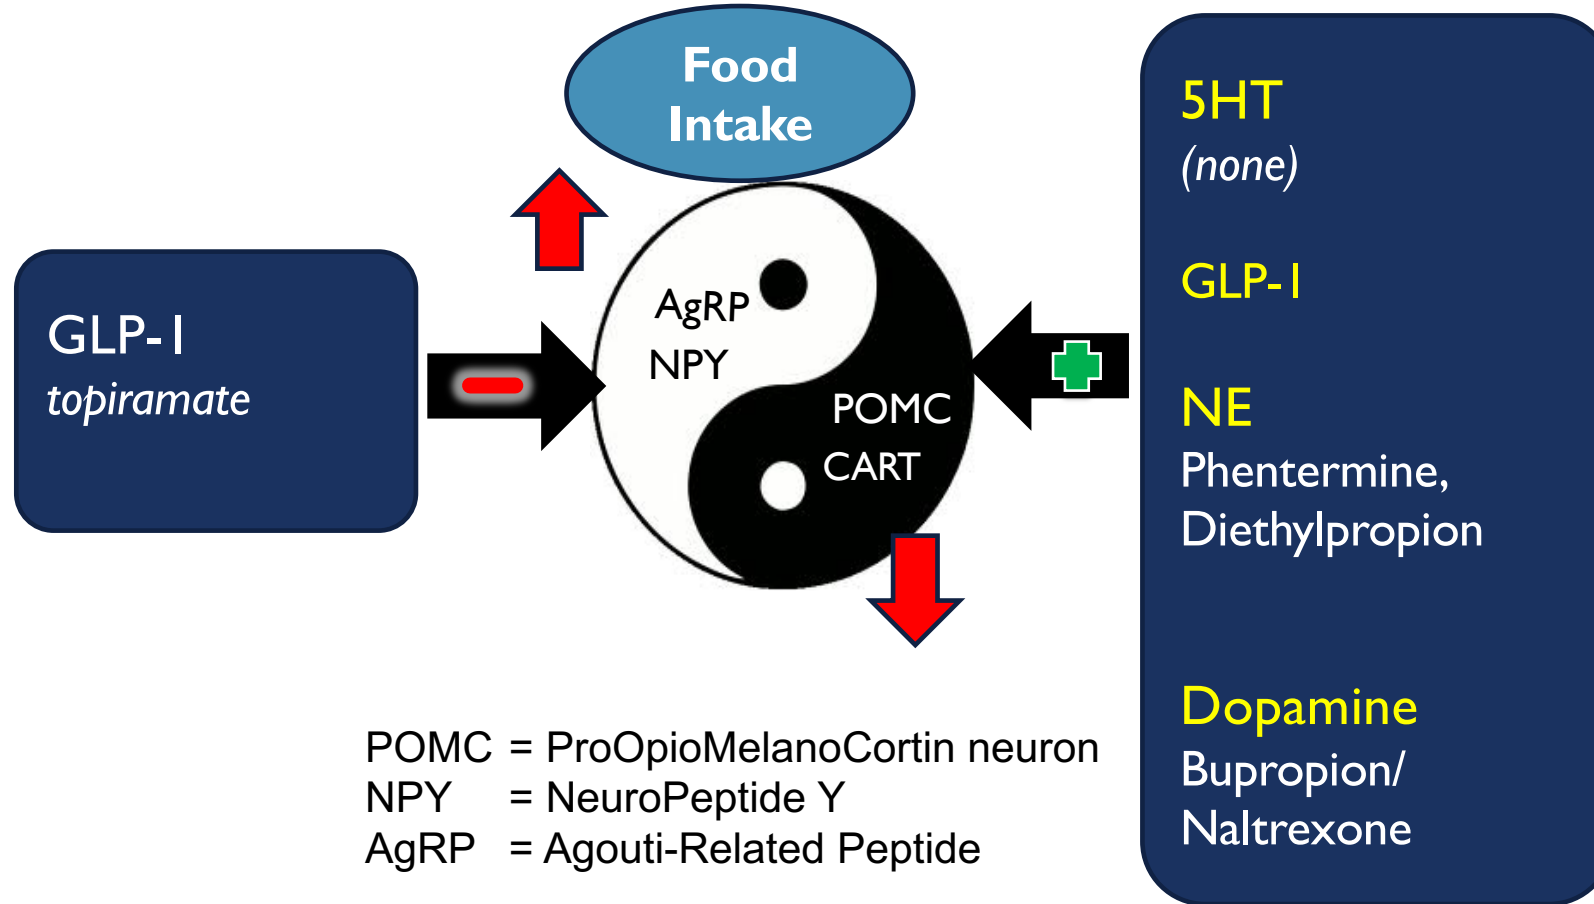 Food
Intake
GLP-1
topiramate
AgRP
NPY
POMC
CART
5HT
(none)
GLP-1
NE
Phentermine,
Diethylpropion
Dopamine
Bupropion/
Naltrexone
POMC = ProOpioMelanoCortin neuron
NPY = NeuroPeptide Y
AgRP = Agouti-Related Peptide